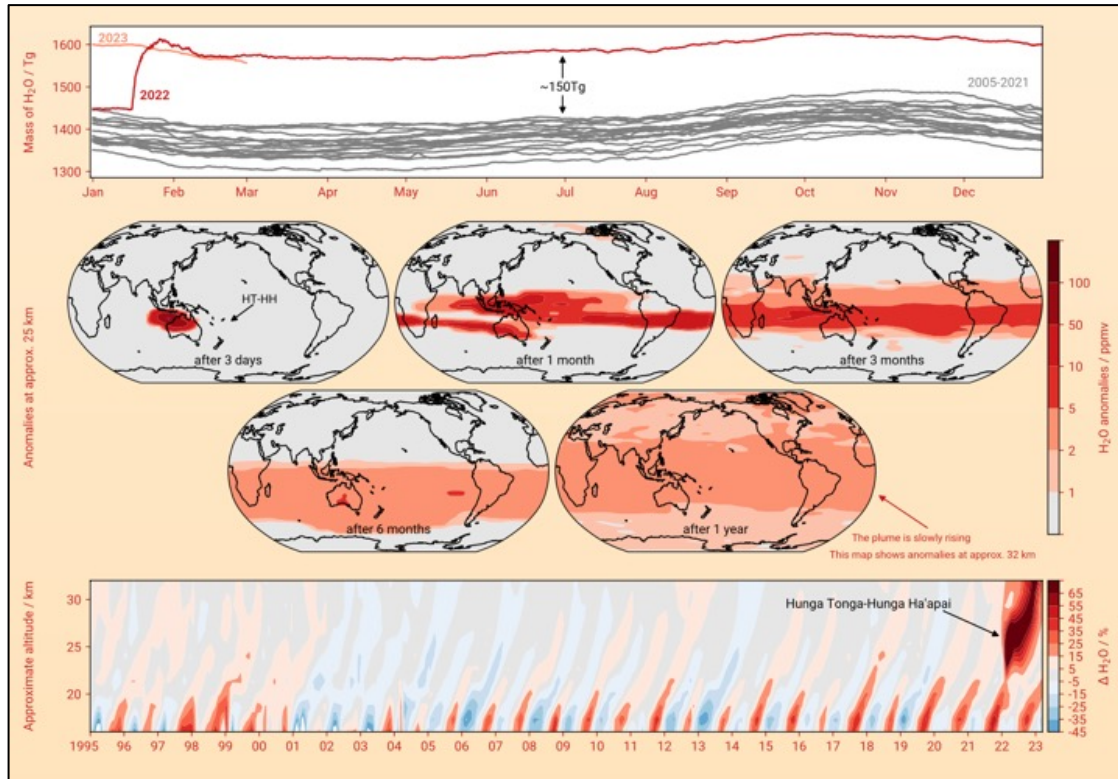 Mass of H₂O / Tg
1600
1500
1400
1300
2023
2022
~150Tg
2005-2021
Jan
Feb
Mar
Apr
May
Jun
Jul
Aug
Sep
Oct
Nov
Dec
Anomalies at approx. 25 km
HT-HH
after 3 days
after 1 month
after 3 months
after 6 months
after 1 year
The plume is slowly rising
This map shows anomalies at approx. 32 km
100
50
10
5
2
1
H₂O anomalies / ppmv
Approximate altitude / km
30
25
20
Hunga Tonga-Hunga Ha'apai
1995
96
97
98
99
00
01
02
03
04
05
06
07
08
09
10
11
12
13
14
15
16
17
18
19
20
21
22
23
65
55
45
35
25
15
5
-5
-15
-25
-35
-45
Δ H₂O / %